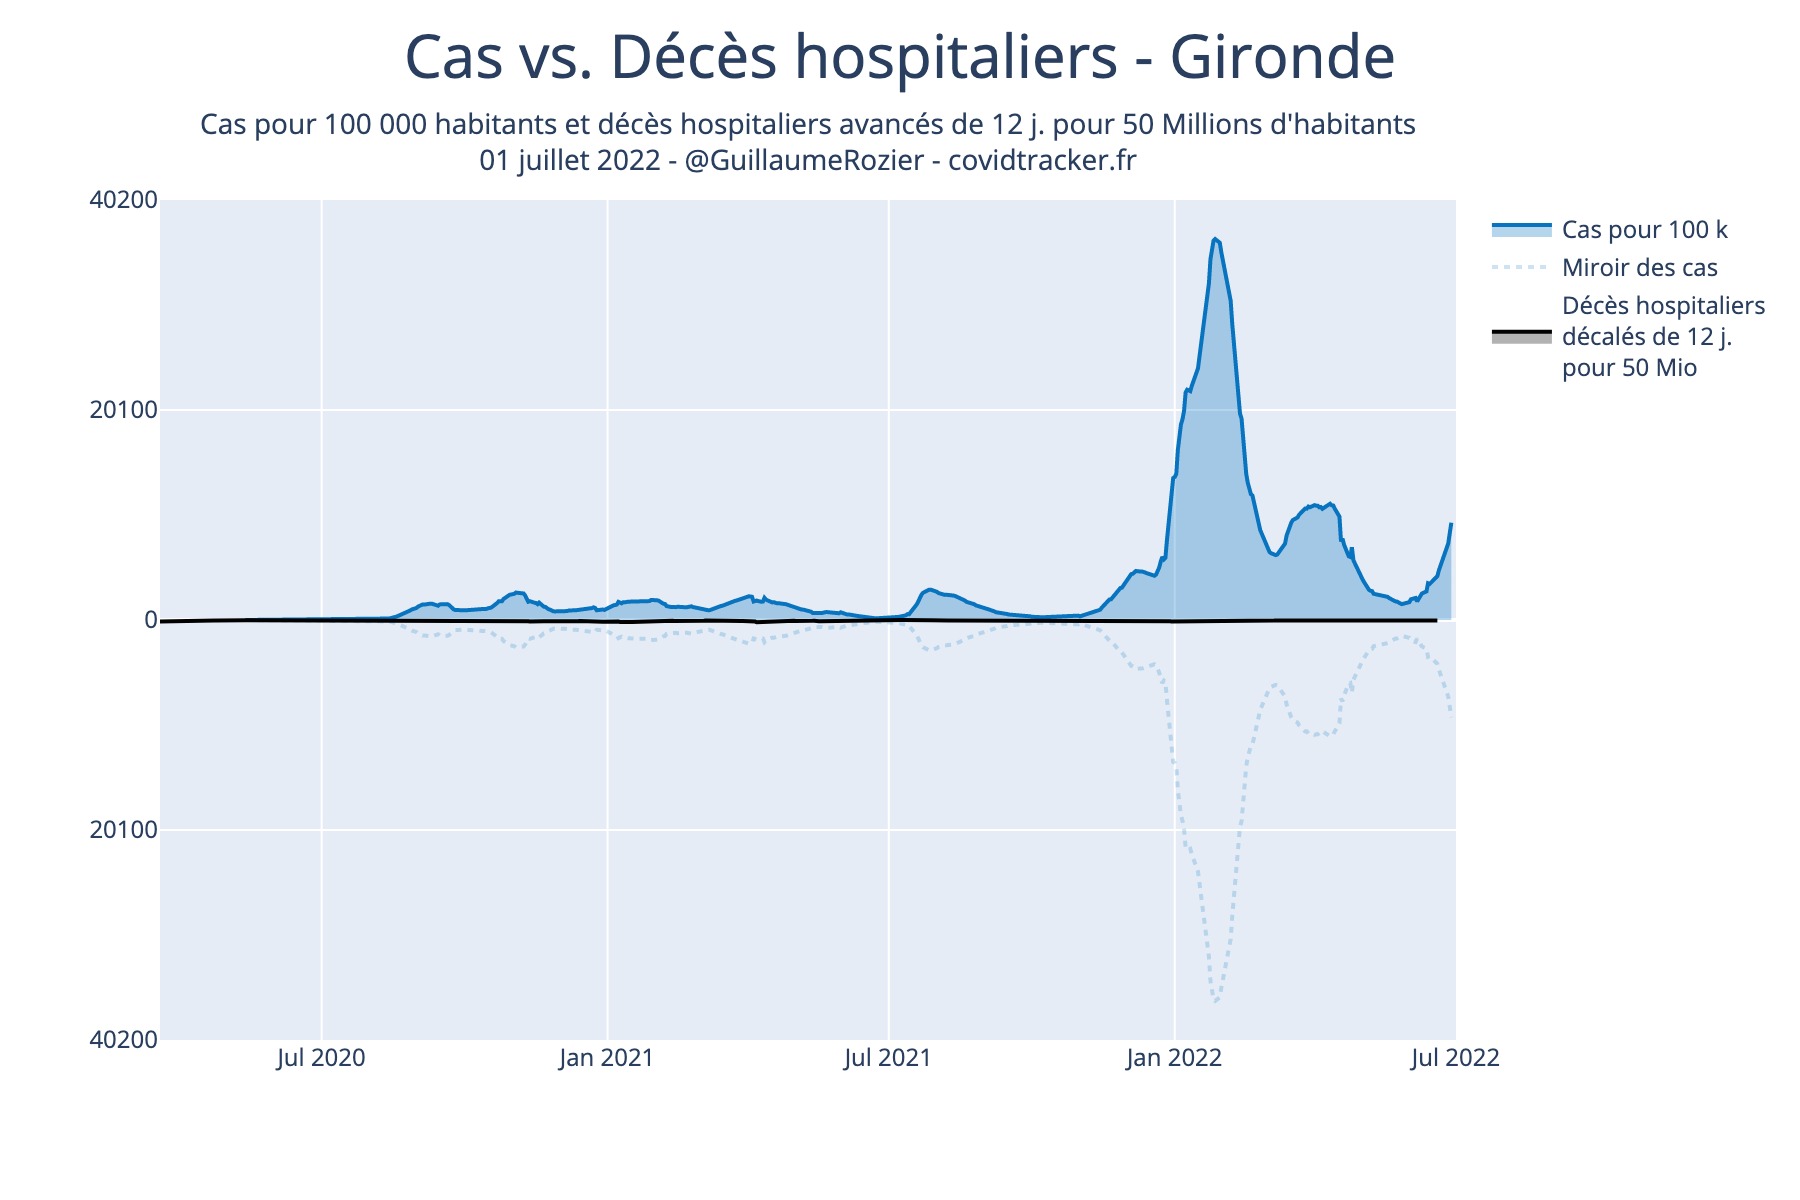 Cas vs. Décès hospitaliers - Gironde
Cas pour 100 000 habitants et décès hospitaliers avancés de 12 j. pour 50 Millions d'habitants
01 juillet 2022 - @GuillaumeRozier - covidtracker.fr
40200
20100
0
20100
40200
Jul 2020
Jan 2021
Jul 2021
Jan 2022
Jul 2022
Cas pour 100 k
Miroir des cas
Décès hospitaliers
décalés de 12 j.
pour 50 Mio